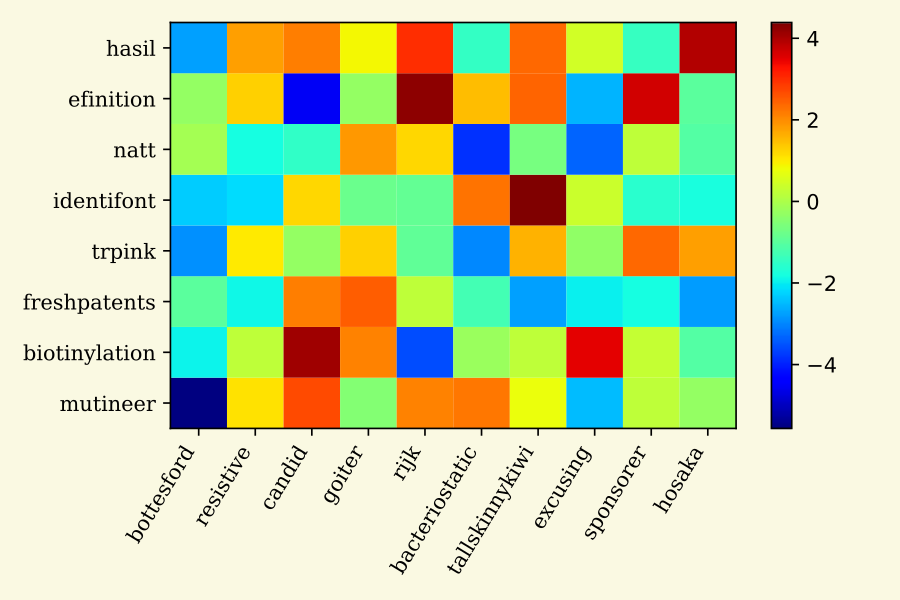 hasil
efinition
natt
identifont
trpink
freshpatents
biotinylation
mutineer
bottesford
resistive
candid
goiter
rijk
bacteriostatic
tallskinnykiwi
excusing
sponsorer
hosaka
4
2
0
−2
−4